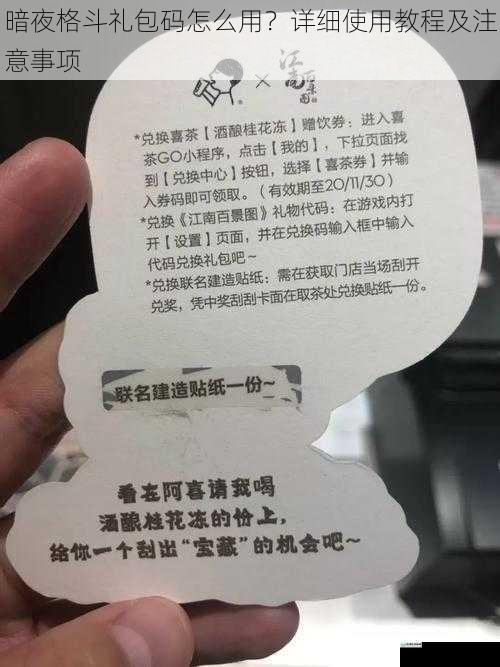 暗夜格斗礼包码怎么用？详细使用教程及注
意事项
×
江南百景图
*兑换喜茶【酒酿桂花冻】赠饮券：进入喜
茶GO小程序，点击【我的】，下拉页面找
到【兑换中心】按钮，选择【喜茶券】并输
入券码即可领取。（有效期至20/11/30）
*兑换《江南百景图》礼物代码：在游戏内打
开【设置】页面，并在兑换码输入框中输入
代码兑换礼包吧~
*兑换联名建造贴纸：需在获取门店当场刮开
兑奖，凭中奖刮刮卡面在取茶处兑换贴纸一份。
联名建造贴纸一份~
看在阿喜请我喝
酒酿桂花冻的份上，
给你一个刮出“宝藏”的机会吧~